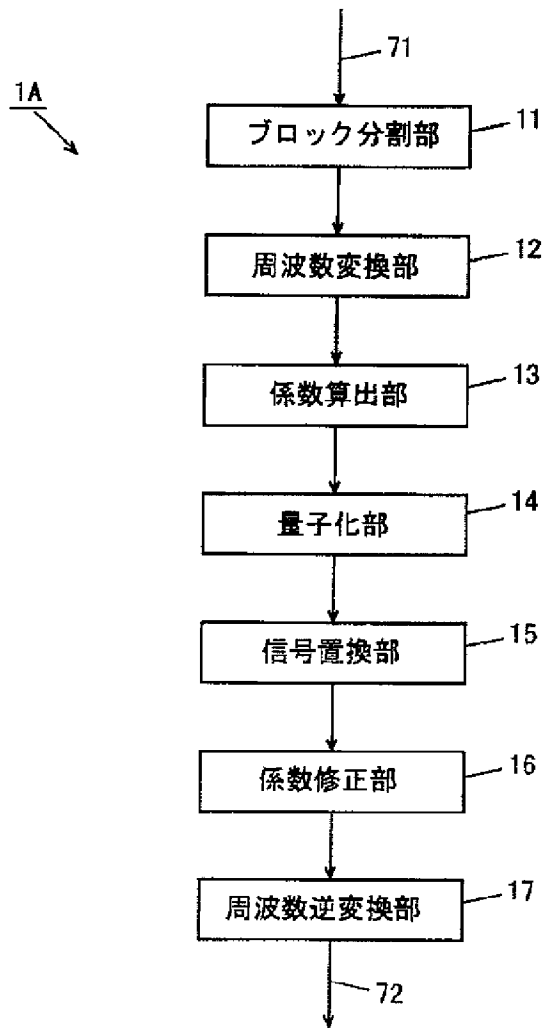 71
1A
ブロック分割部
11
周波数変換部
12
係数算出部
13
量子化部
14
信号置換部
15
係数修正部
16
周波数逆変換部
17
72